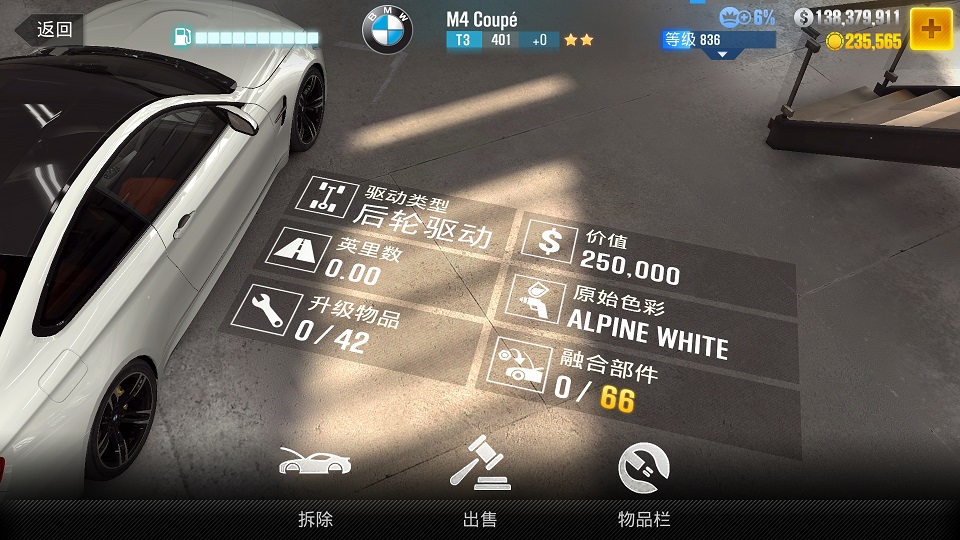 返回
BMW
M4 Coupé
T3 401 +0
6%
138,379,911
等级 836
235,565
驱动类型
后轮驱动
英里数
0.00
升级物品
0 / 42
$
价值
250,000
原始色彩
ALPINE WHITE
融合部件
0 / 66
拆除
出售
物品栏